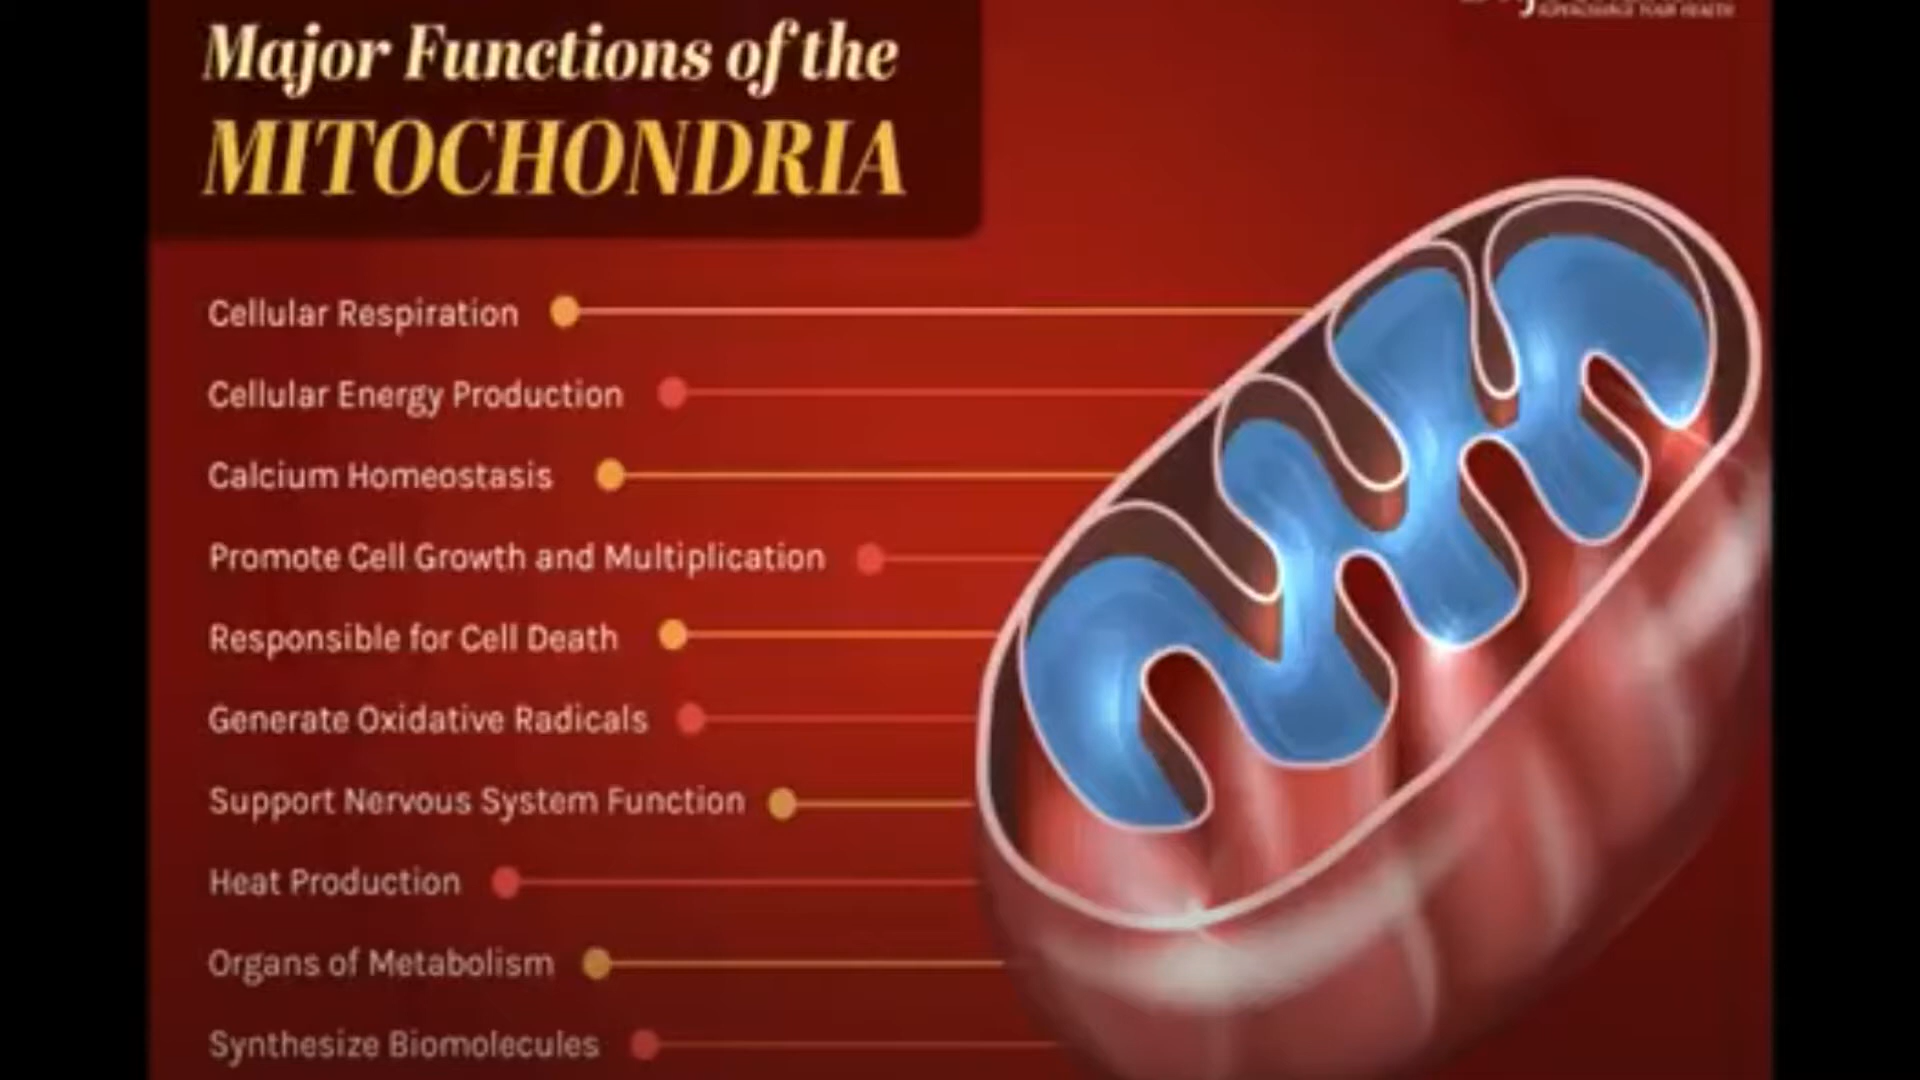 Major Functions of the
MITOCHONDRIA
Cellular Respiration
Cellular Energy Production
Calcium Homeostasis
Promote Cell Growth and Multiplication
Responsible for Cell Death
Generate Oxidative Radicals
Support Nervous System Function
Heat Production
Organs of Metabolism
Synthesize Biomolecules